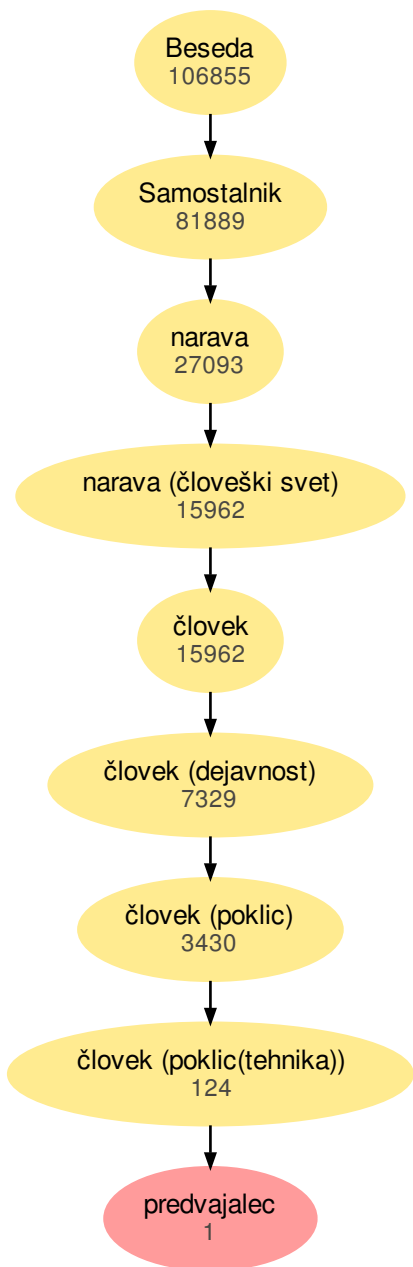 Beseda
106855
Samostalnik
81889
narava
27093
narava (človeški svet)
15962
človek
15962
človek (dejavnost)
7329
človek (poklic)
3430
človek (poklic(tehnika))
124
predvajalec
1